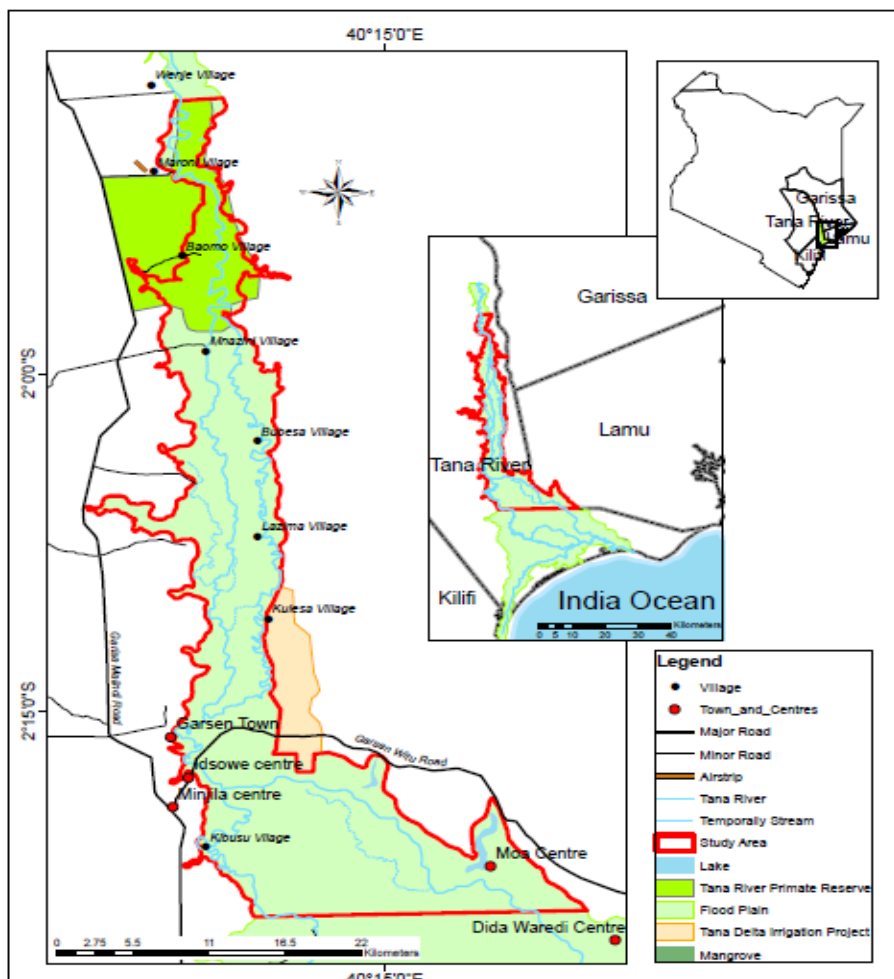 40°15'0"E
Wenje Village
Maroni Village
Baomo Village
Mnazini Village
2°0'0"S
Bubesa Village
Lazima Village
Kulesa Village
Garisa Malindi Road
2°15'0"S
Garsen Town
Garsen Witu Road
Idsowe centre
Minjila centre
Kibusu Village
Moa Centre
Dida Waredi Centre
0 2.75 5.5 11 16.5 22
Kilometers
40°15'0"E
Garissa
Tana River
Lamu
Kilifi
Garissa
Lamu
Tana River
Kilifi
India Ocean
0 5 10 20 30 40
Kilometers
Legend
Village
Town_and_Centres
Major Road
Minor Road
Airstrip
Tana River
Temporally Stream
Study Area
Lake
Tana River Primate Reserve
Flood Plain
Tana Delta Irrigation Project
Mangrove